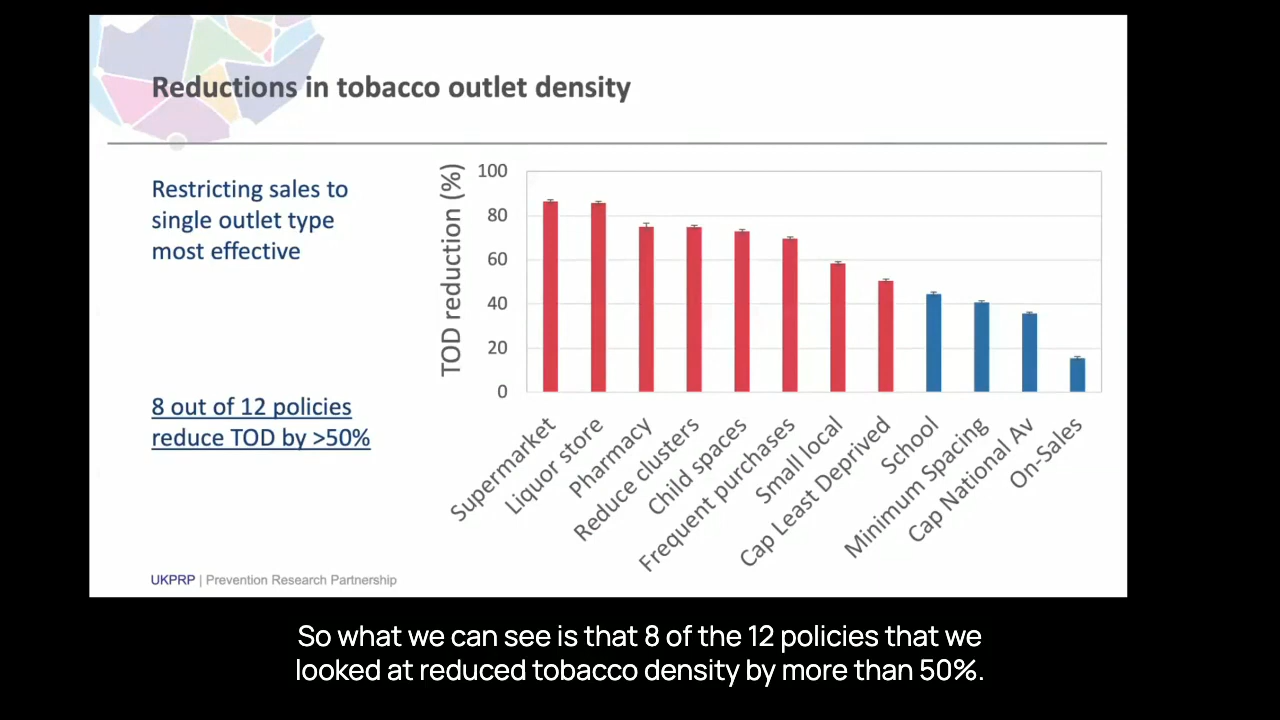 Reductions in tobacco outlet density
Restricting sales to
single outlet type
most effective
8 out of 12 policies
reduce TOD by >50%
TOD reduction (%)
100
80
60
40
20
0
Supermarket
Liquor store
Pharmacy
Reduce clusters
Child spaces
Frequent purchases
Small local
Cap Least Deprived
School
Minimum Spacing
Cap National Av
On-Sales
UKPRP | Prevention Research Partnership
So what we can see is that 8 of the 12 policies that we
looked at reduced tobacco density by more than 50%.